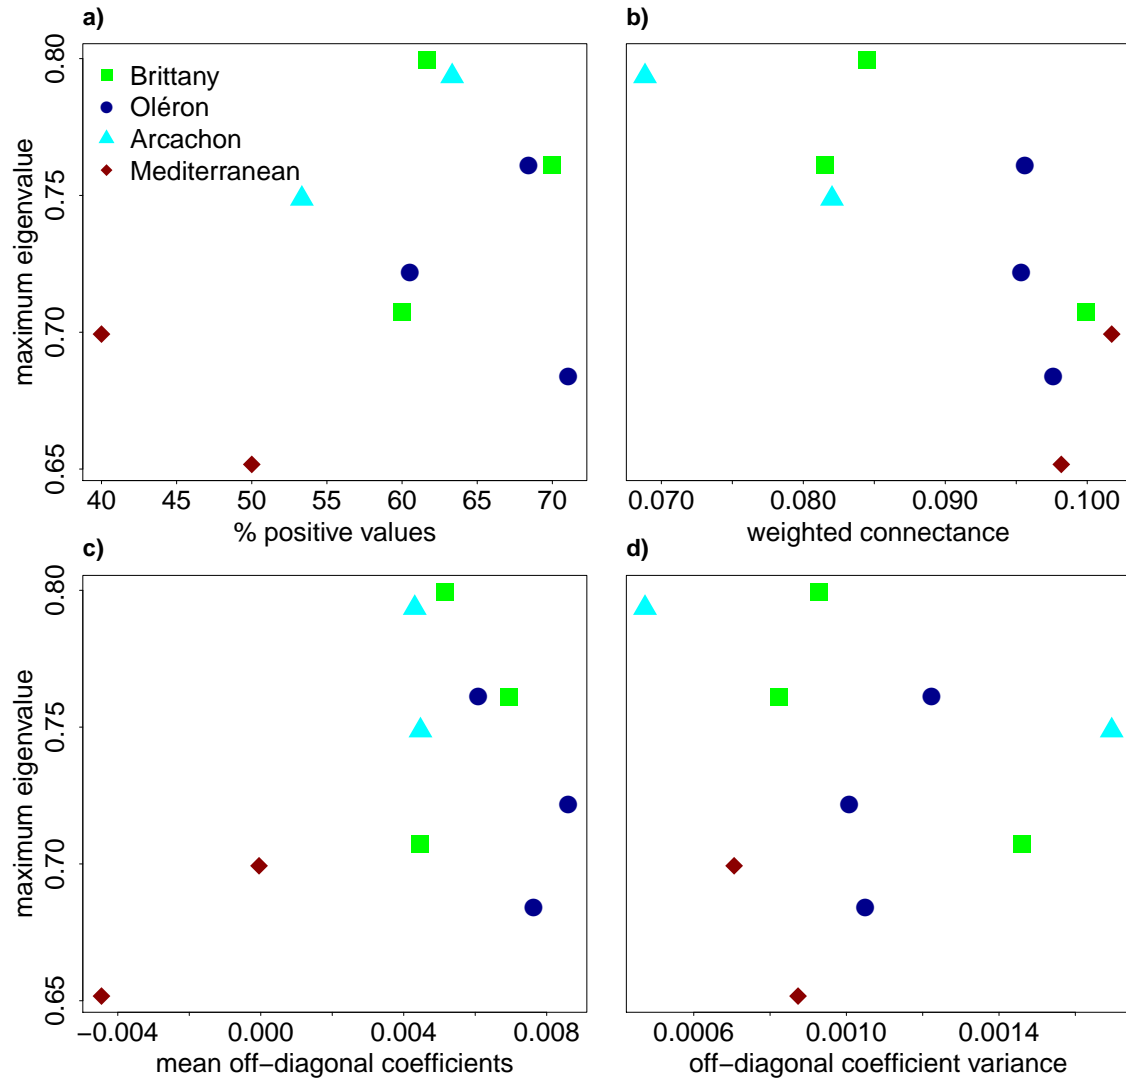 a)
maximum eigenvalue
0.80
0.75
0.70
0.65
Brittany
Oléron
Arcachon
Mediterranean
40 45 50 55 60 65 70
% positive values
b)
0.070 0.080 0.090 0.100
weighted connectance
c)
maximum eigenvalue
0.80
0.75
0.70
0.65
−0.004 0.000 0.004 0.008
mean off−diagonal coefficients
d)
0.0006 0.0010 0.0014
off−diagonal coefficient variance